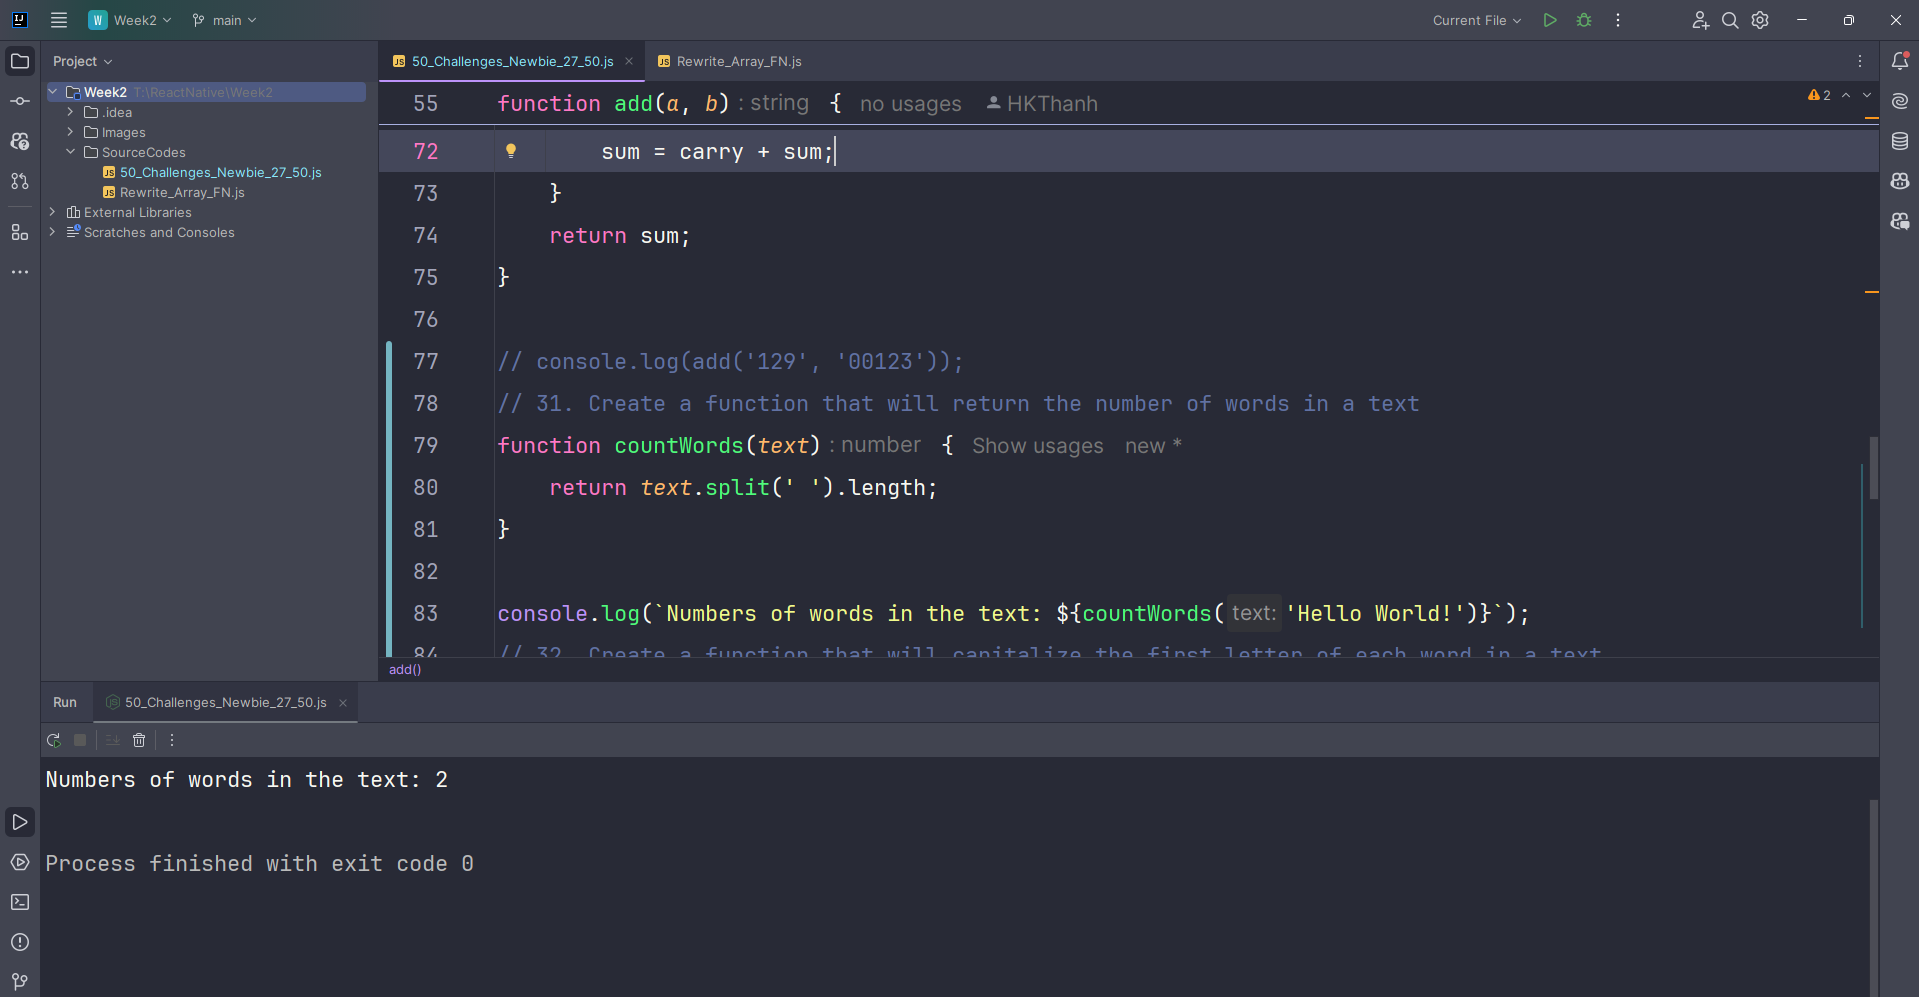 W Week2 main Current File
Project
50_Challenges_Newbie_27_50.js Rewrite_Array_FN.js
Week2 T:\ReactNative\Week2
.idea
Images
SourceCodes
50_Challenges_Newbie_27_50.js
Rewrite_Array_FN.js
External Libraries
Scratches and Consoles
55 function add(a, b) : string { no usages HKThanh
2
72 sum = carry + sum;
73 }
74 return sum;
75 }
76
77 // console.log(add('129', '00123'));
78 // 31. Create a function that will return the number of words in a text
79 function countWords(text) : number { Show usages new *
80 return text.split(' ').length;
81 }
82
83 console.log(`Numbers of words in the text: ${countWords( text: 'Hello World!')}`);
84 // 32. Create a function that will capitalize the first letter of each word in a text
add()
Run 50_Challenges_Newbie_27_50.js
Numbers of words in the text: 2
Process finished with exit code 0